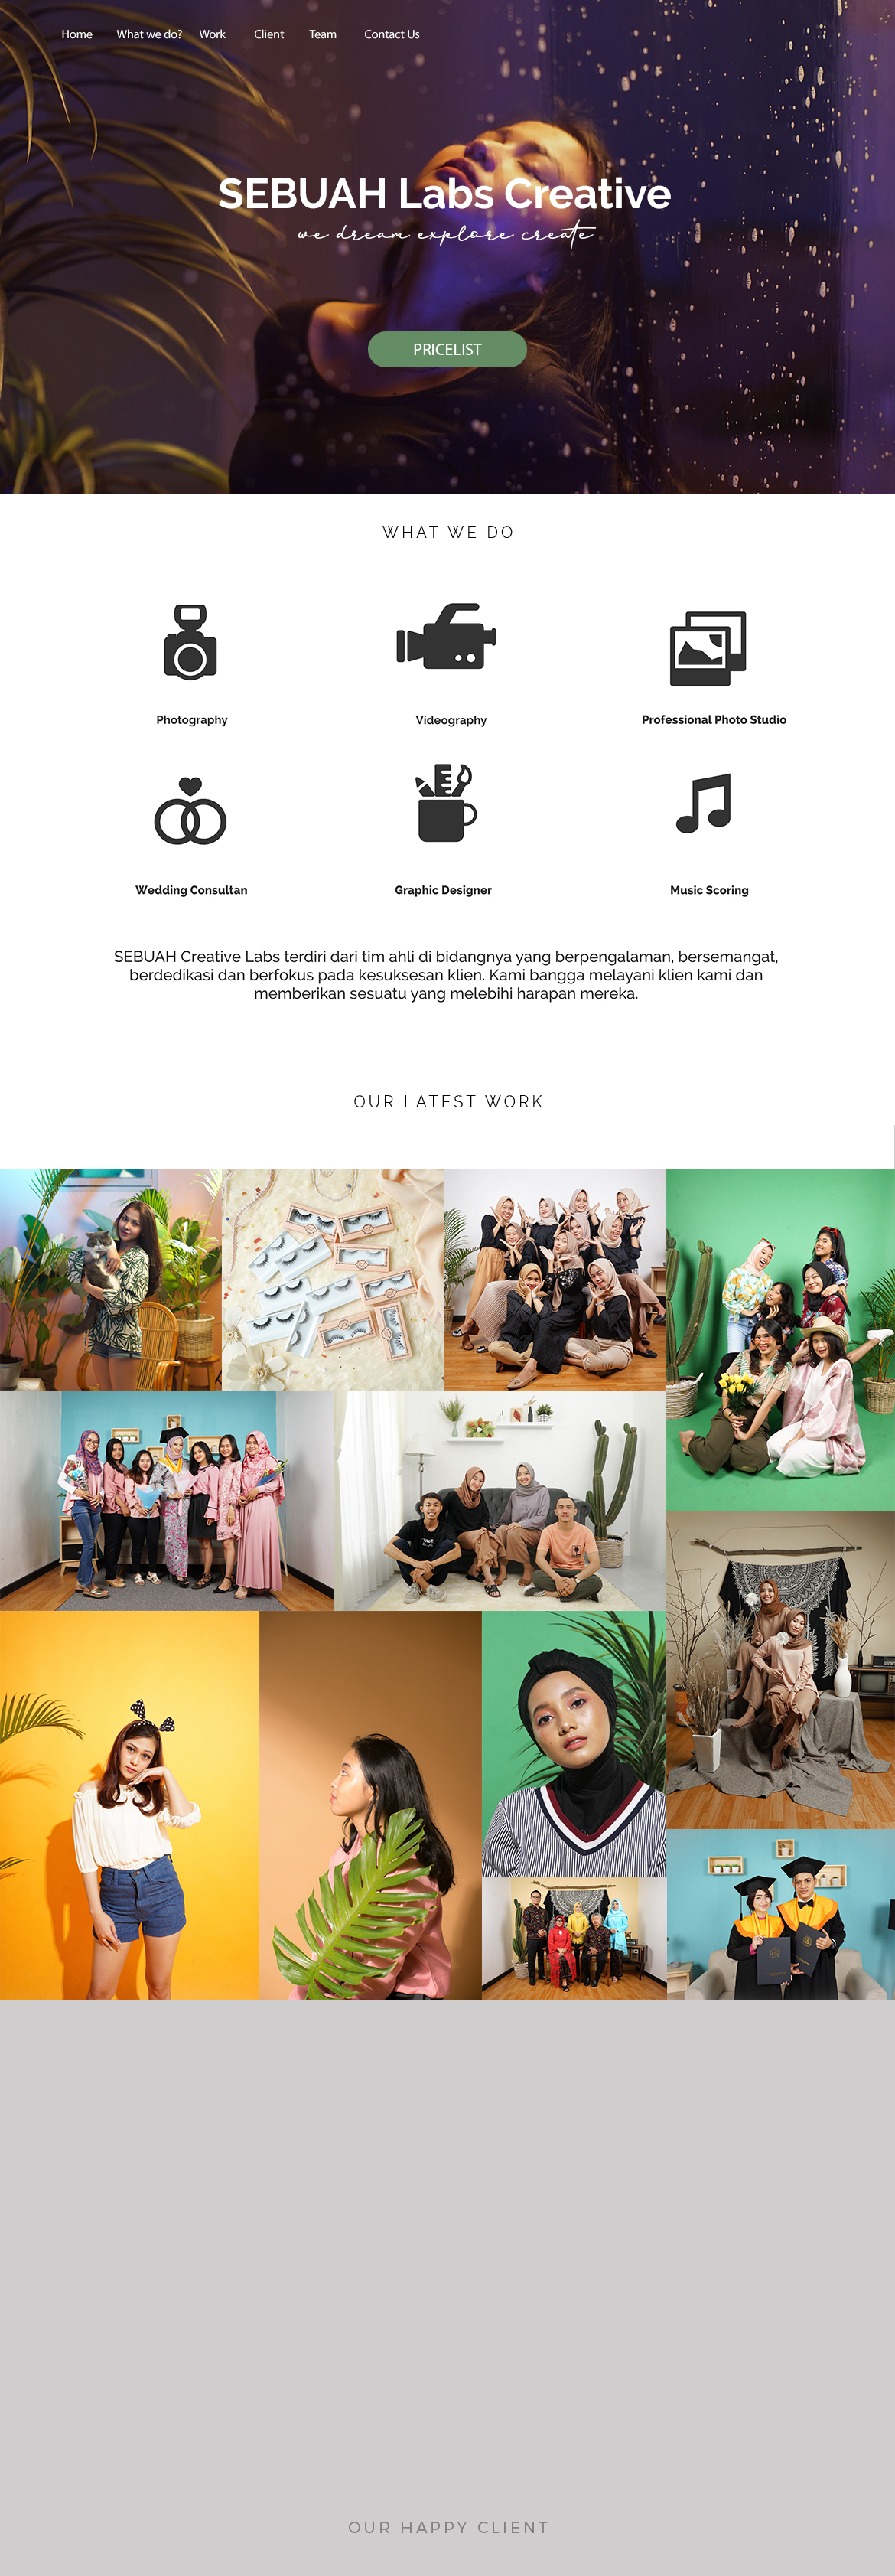 Home What we do? Work Client Team Contact Us
SEBUAH Labs Creative
we dream explore create
PRICELIST
WHAT WE DO
Photography Videography Professional Photo Studio
Wedding Consultan Graphic Designer Music Scoring
SEBUAH Creative Labs terdiri dari tim ahli di bidangnya yang berpengalaman, bersemangat,
berdedikasi dan berfokus pada kesuksesan klien. Kami bangga melayani klien kami dan
memberikan sesuatu yang melebihi harapan mereka.
OUR LATEST WORK
OUR HAPPY CLIENT